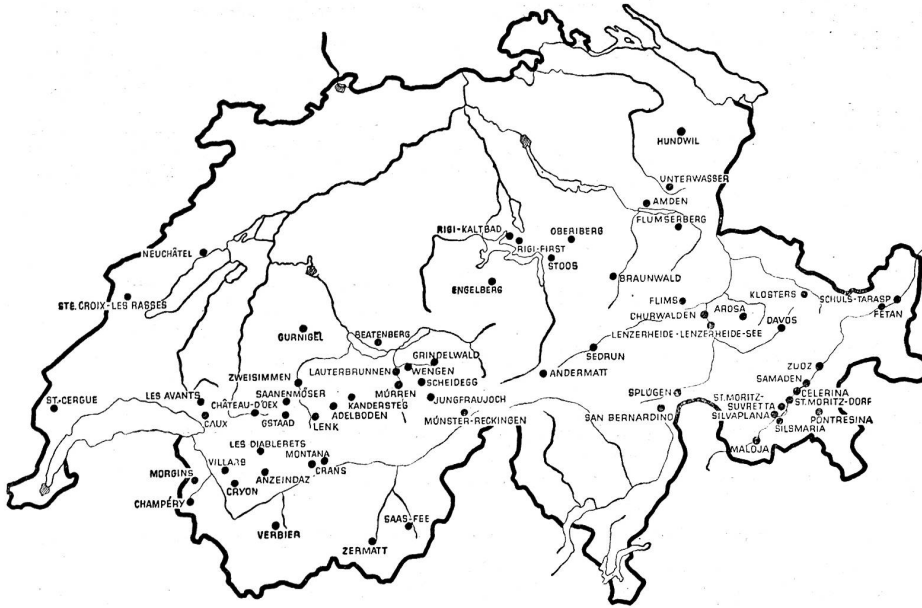 HUNDWIL
UNTERWASSER
AMDEN
FLUMSERBERG
RIGI-KALTBAD
OBERIBERG
RIGI-FIRST
STOOS
NEUCHÂTEL
BRAUNWALD
ENGELBERG
STE. CROIX-LES RASSES
FLIMS
KLOSTERS
SCHULS-TARASP
FETAN
CHURWALDEN
AROSA
DAVOS
GURNIGEL
BEATENBERG
LENZERHEIDE-LENZERHEIDE-SEE
GRINDELWALD
SEDRUN
LAUTERBRUNNEN
WENGEN
ANDERMATT
ZUOZ
ZWEISIMMEN
SCHEIDEGG
SAMADEN
LES AVANTS
SAANENMÖSER
MÜRREN
SPLÜGEN
CELERINA
ST. CERGUE
CHÂTEAU-D'OEX
KANDERSTEG
JUNGFRAUJOCH
ST. MORITZ-
SUVRETTA
ST. MORITZ-DORF
ADELBODEN
CAUX
GSTAAD
LENK
MÜNSTER-RECKINGEN
SAN BERNARDINO
SILVAPLANA
PONTRESINA
SILSMARIA
LES DIABLERETS
MALOJA
MONTANA
VILLARS
CRANS
MORGINS
ANZEINDAZ
GRYON
CHAMPÉRY
SAAS-FEE
VERBIER
ZERMATT